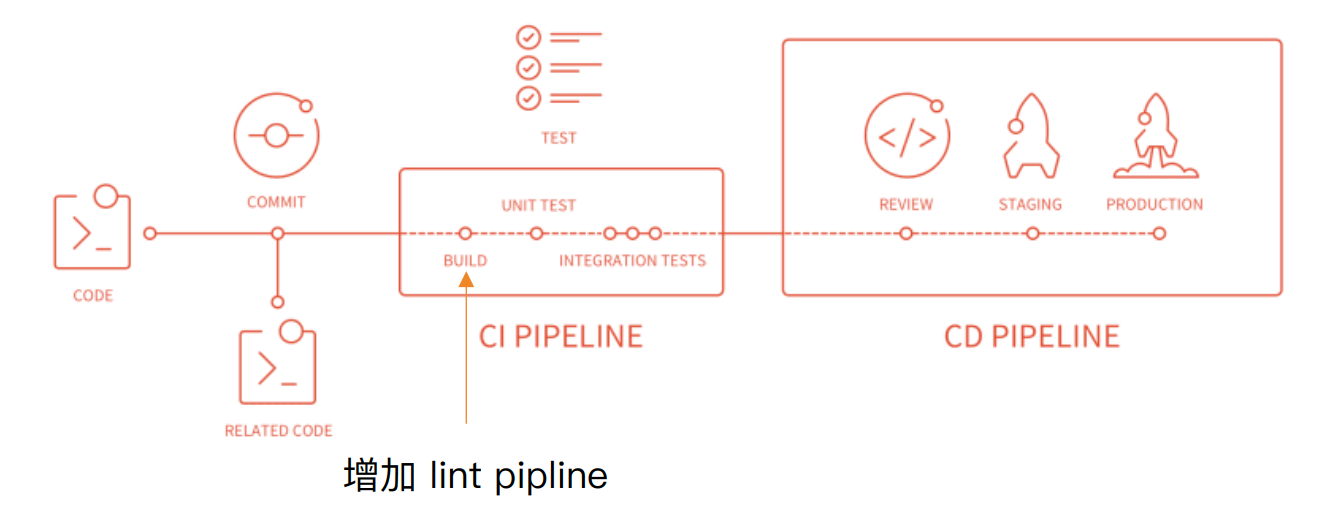 TEST
COMMIT
CODE
RELATED CODE
UNIT TEST
BUILD
INTEGRATION TESTS
CI PIPELINE
REVIEW
STAGING
PRODUCTION
CD PIPELINE
增加 lint pipline